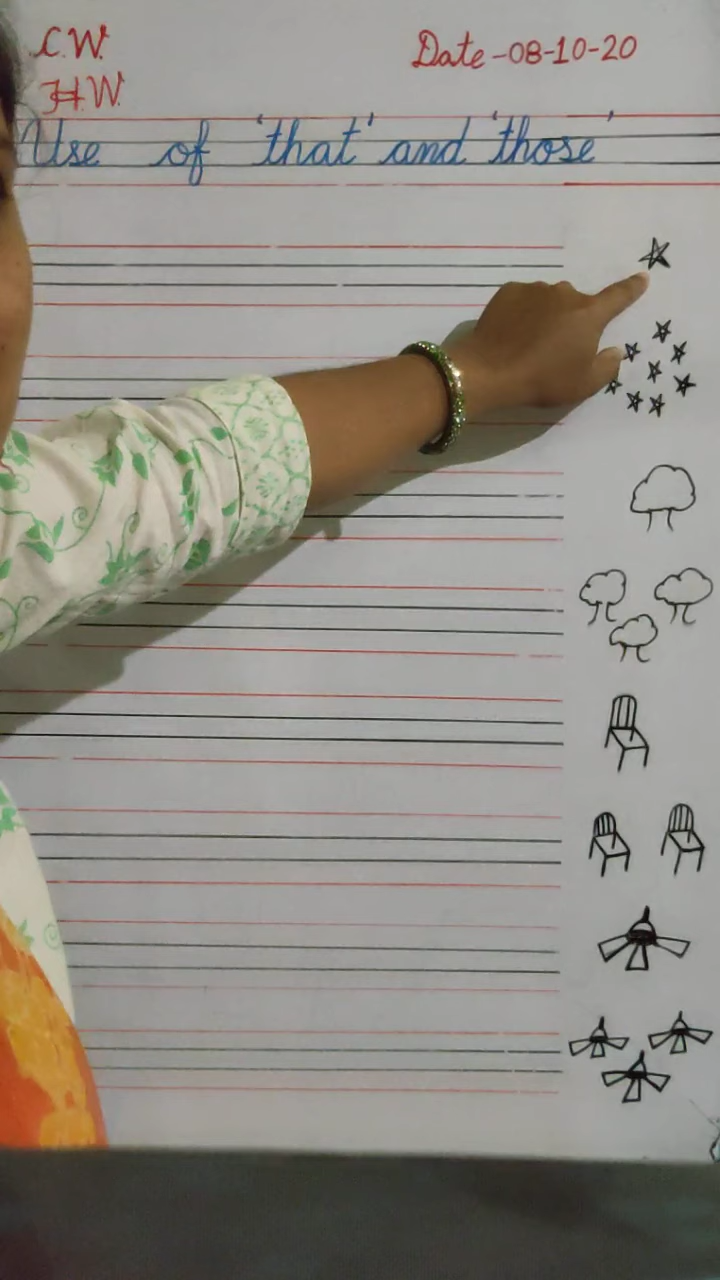 C.W.
Date-08-10-20
H.W.
Use of 'that' and 'those'